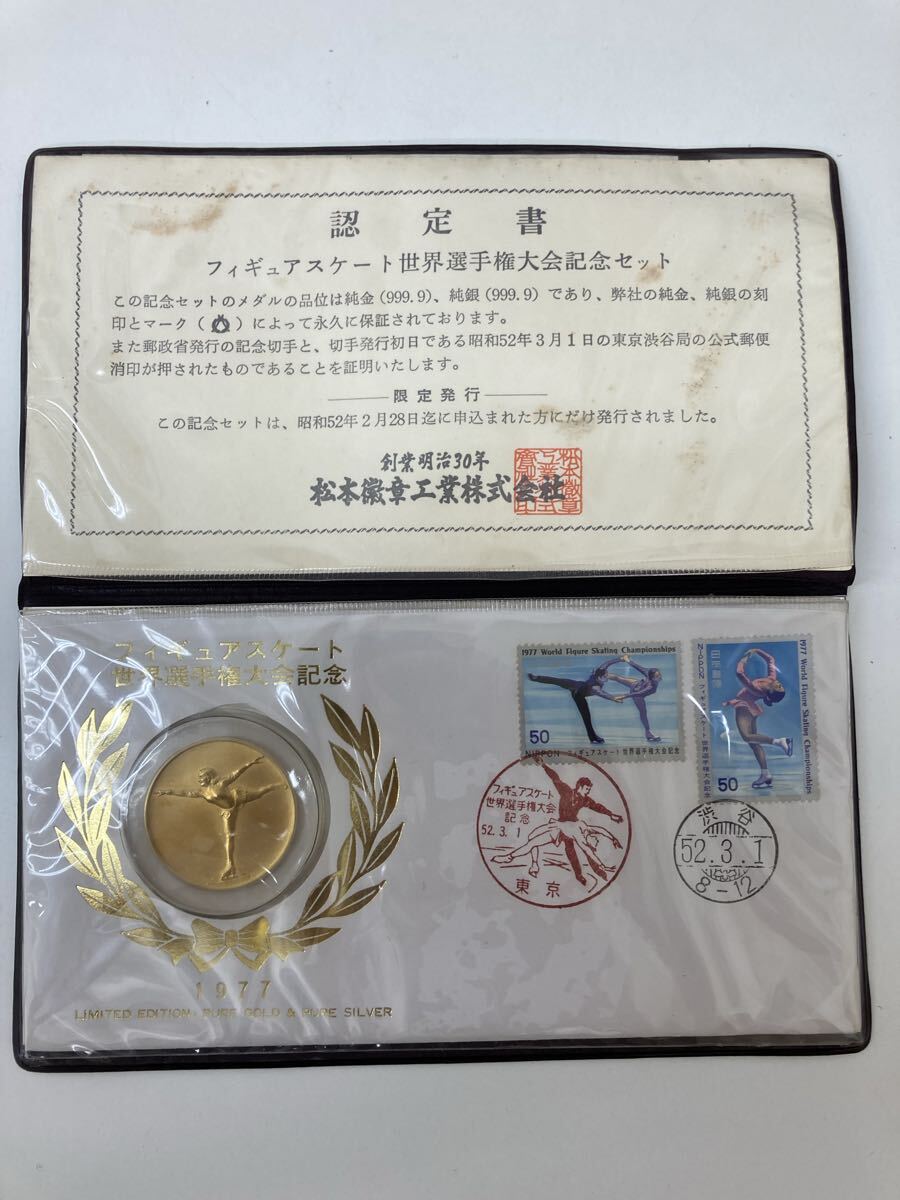 認定書
フィギュアスケート世界選手権大会記念セット
この記念セットのメダルの品位は純金(999.9)、純銀(999.9)であり、弊社の純金、純銀の刻
印とマーク( )によって永久に保証されております。
また郵政省発行の記念切手と、切手発行初日である昭和52年3月1日の東京渋谷局の公式郵便
消印が押されたものであることを証明いたします。
限定発行
この記念セットは、昭和52年2月28日迄に申込まれた方にだけ発行されました。
創業明治30年
松本徽章工業株式会社
フィギュアスケート
世界選手権大会記念
1977
LIMITED EDITION: PURE GOLD & PURE SILVER
1977 World Figure Skating Championships
50
NIPPON フィギュアスケート世界選手権大会記念
1977 World Figure Skating Championships
日本郵便
NIPPON フィギュアスケート世界選手権大会記念
50
フィギュアスケート
世界選手権大会
記念
52.3.1
東京
渋谷
52.3.1
8-12